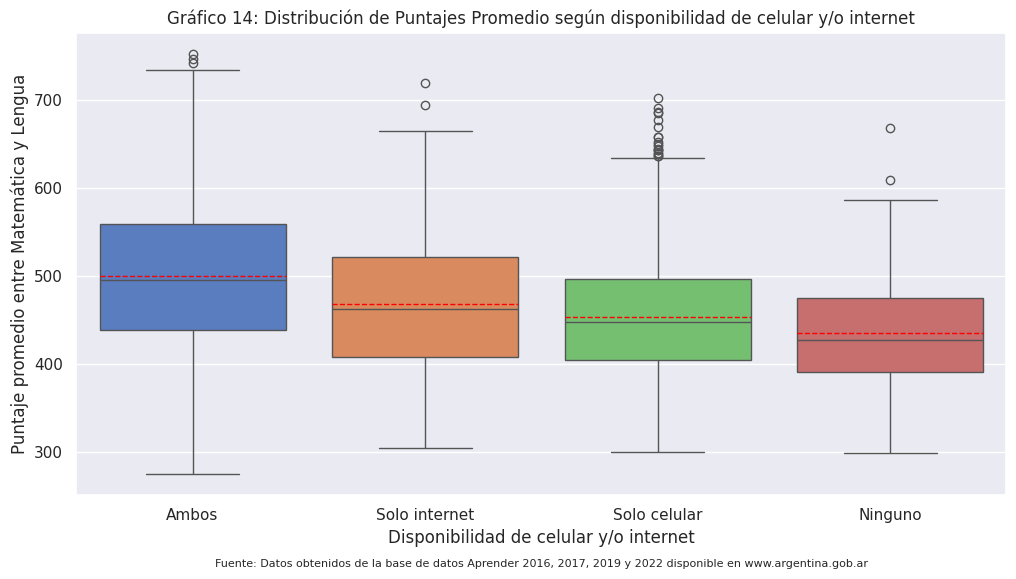 Gráfico 14: Distribución de Puntajes Promedio según disponibilidad de celular y/o internet
Puntaje promedio entre Matemática y Lengua
700
600
500
400
300
Ambos
Solo internet
Solo celular
Ninguno
Disponibilidad de celular y/o internet
Fuente: Datos obtenidos de la base de datos Aprender 2016, 2017, 2019 y 2022 disponible en www.argentina.gob.ar